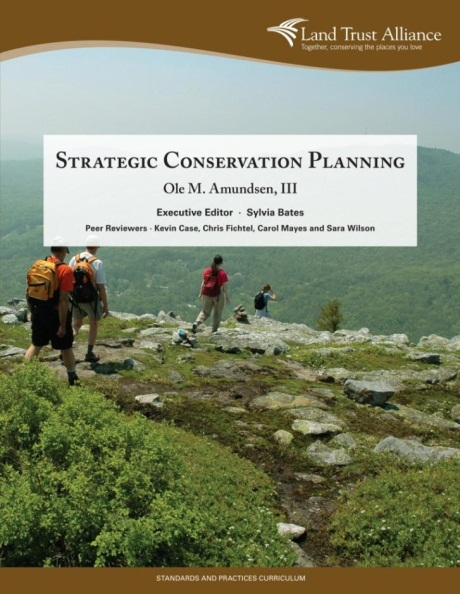 Land Trust Alliance
Together, conserving the places you love
STRATEGIC CONSERVATION PLANNING
Ole M. Amundsen, III
Executive Editor · Sylvia Bates
Peer Reviewers · Kevin Case, Chris Fichtel, Carol Mayes and Sara Wilson
STANDARDS AND PRACTICES CURRICULUM